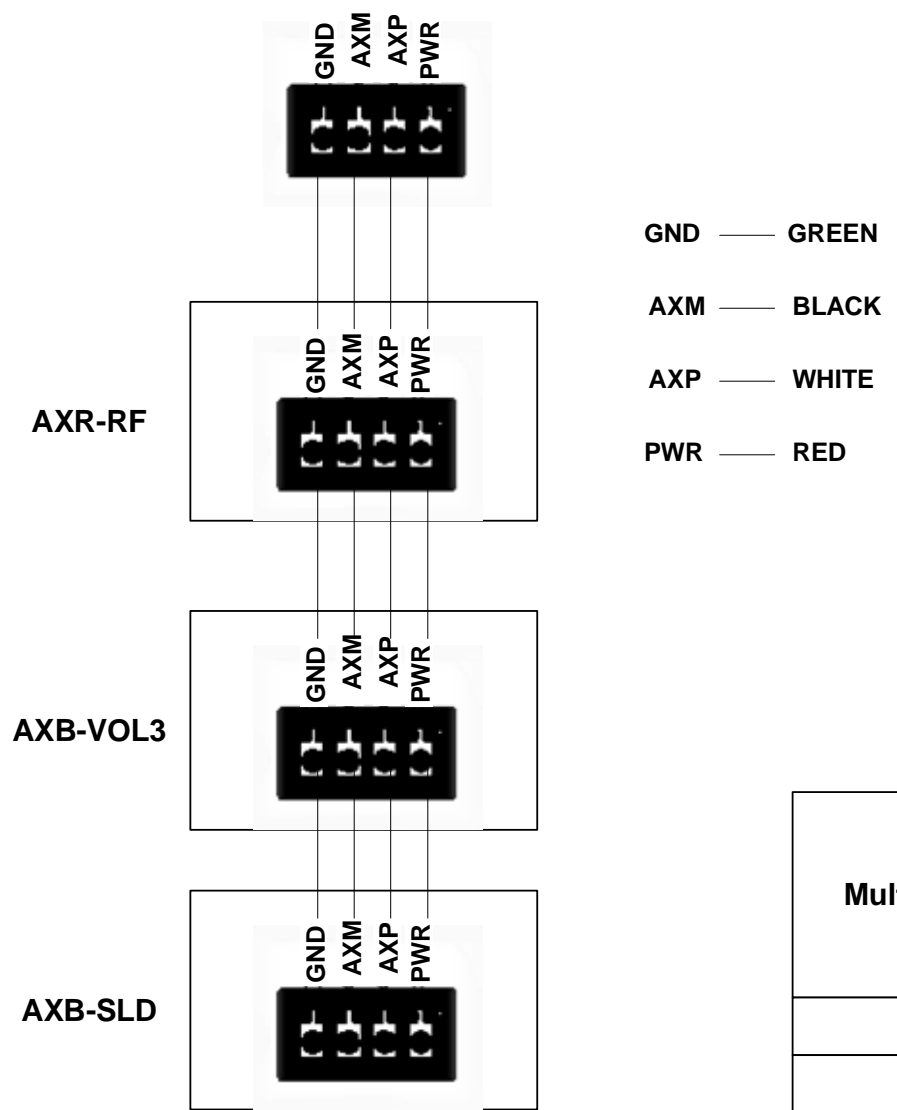 GND AXM AXP PWR
GND GREEN
AXM BLACK
AXP WHITE
PWR RED
GND AXM AXP PWR
AXR-RF
GND AXM AXP PWR
AXB-VOL3
GND AXM AXP PWR
AXB-SLD